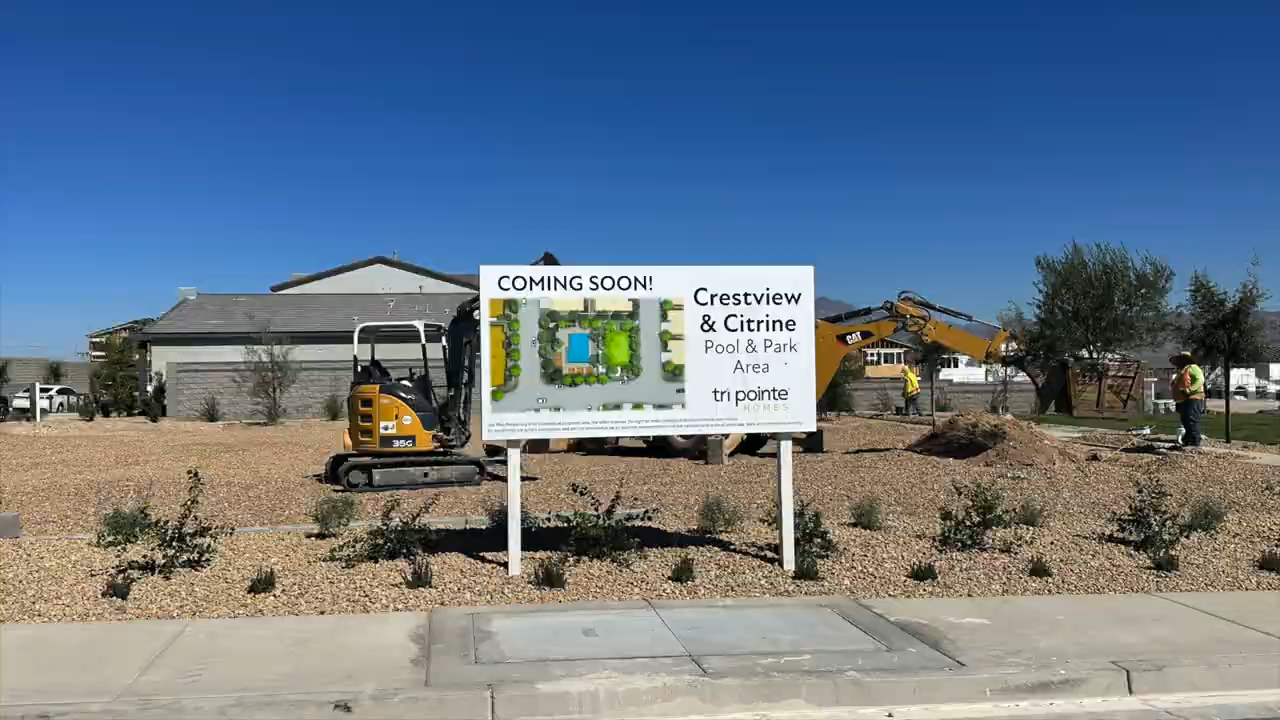 COMING SOON!
Crestview
& Citrine
Pool & Park
Area
tri pointe
HOMES
35G
CAT